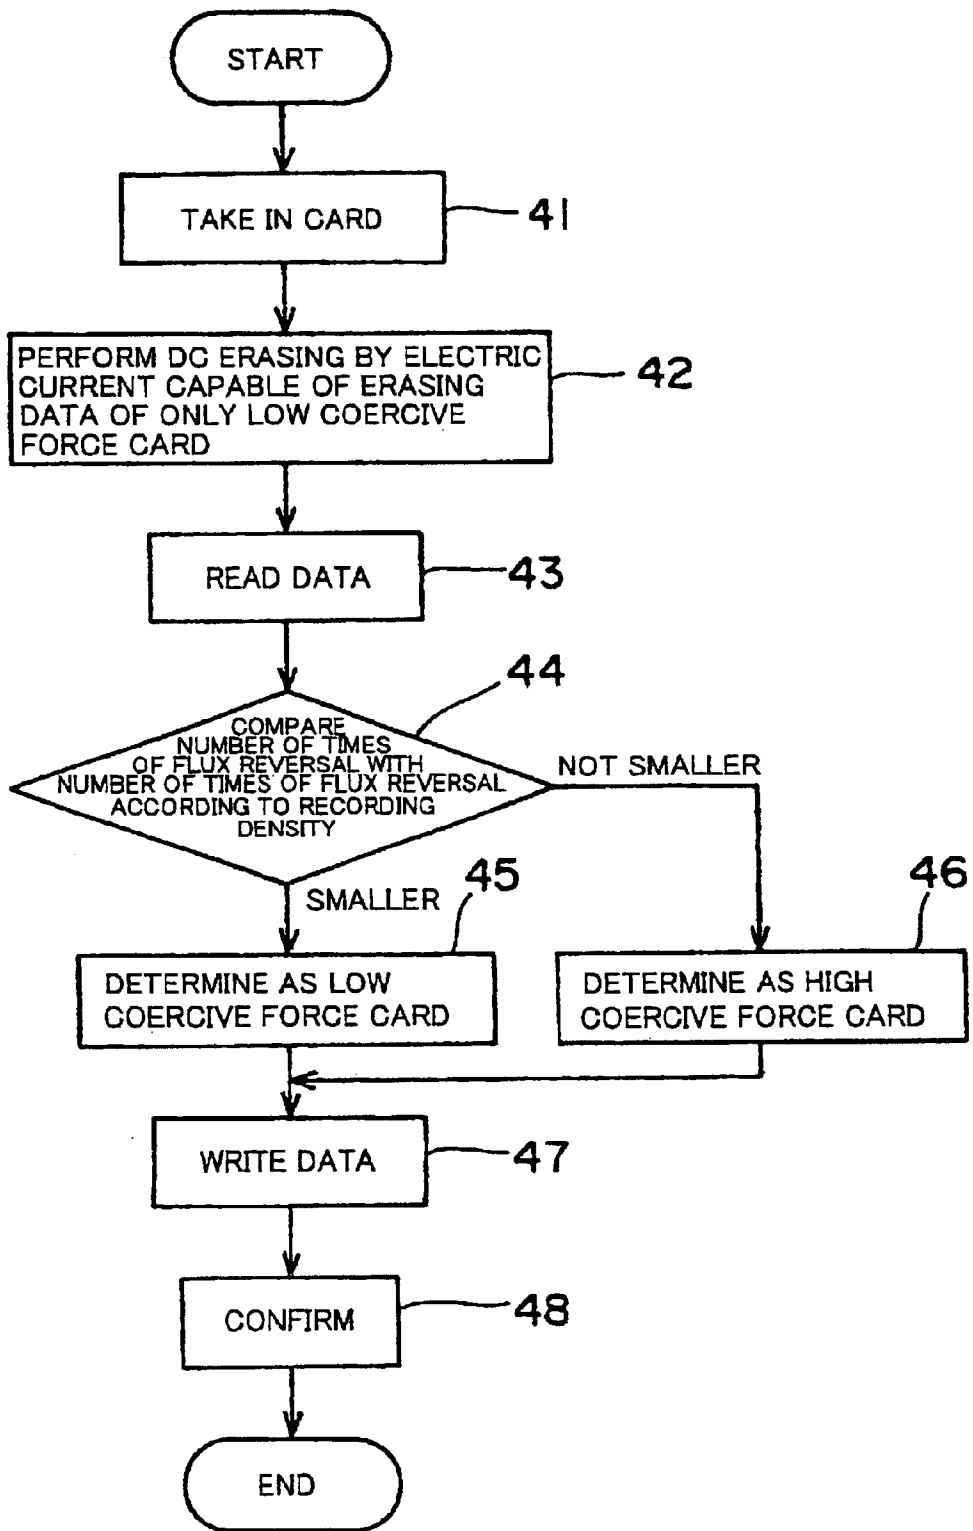 START
TAKE IN CARD
41
PERFORM DC ERASING BY ELECTRIC
CURRENT CAPABLE OF ERASING
DATA OF ONLY LOW COERCIVE
FORCE CARD
42
READ DATA
43
44
COMPARE
NUMBER OF TIMES
OF FLUX REVERSAL WITH
NUMBER OF TIMES OF FLUX REVERSAL
ACCORDING TO RECORDING
DENSITY
NOT SMALLER
SMALLER
45
46
DETERMINE AS LOW
COERCIVE FORCE CARD
DETERMINE AS HIGH
COERCIVE FORCE CARD
WRITE DATA
47
CONFIRM
48
END